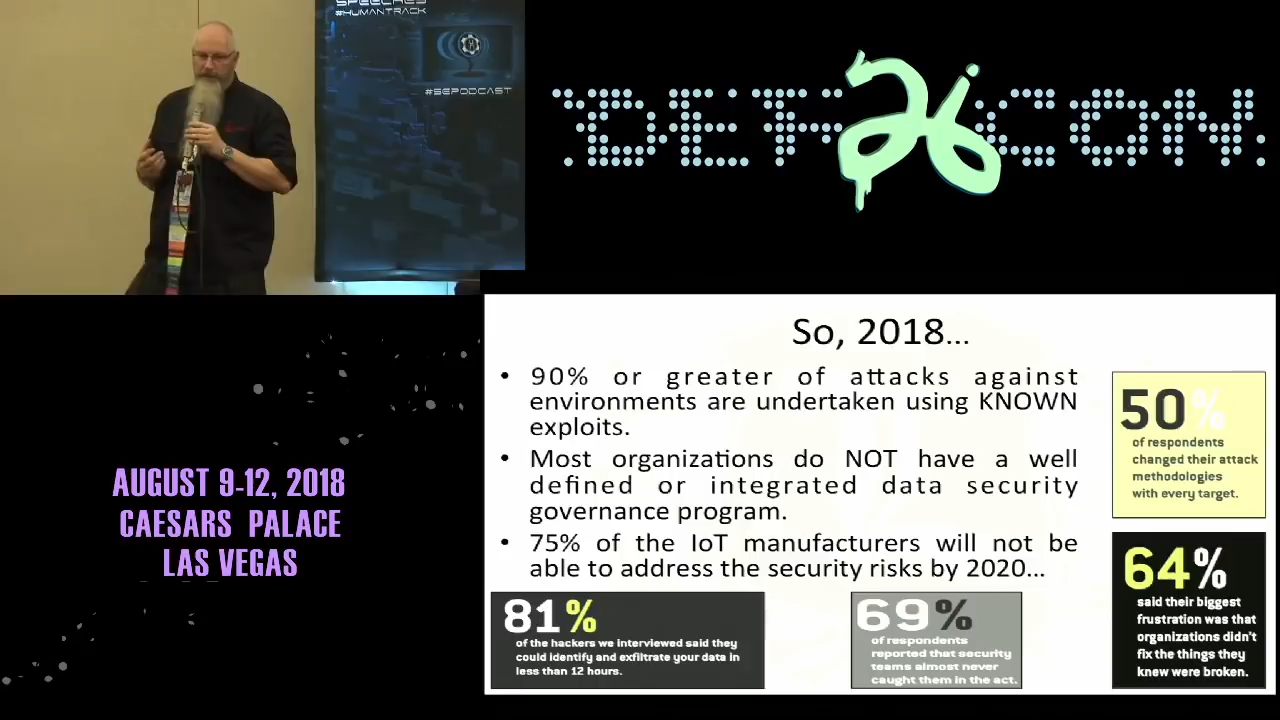 SPEECHES
#HUMANTRACK
#SEPODCAST
DEFCON
26
AUGUST 9-12, 2018
CAESARS PALACE
LAS VEGAS
So, 2018...
• 90% or greater of attacks against
environments are undertaken using KNOWN
exploits.
• Most organizations do NOT have a well
defined or integrated data security
governance program.
• 75% of the IoT manufacturers will not be
able to address the security risks by 2020...
50%
of respondents
changed their attack
methodologies
with every target.
64%
said their biggest
frustration was that
organizations didn't
fix the things they
knew were broken.
81%
of the hackers we interviewed said they
could identify and exfiltrate your data in
less than 12 hours.
69%
of respondents
reported that security
teams almost never
caught them in the act.